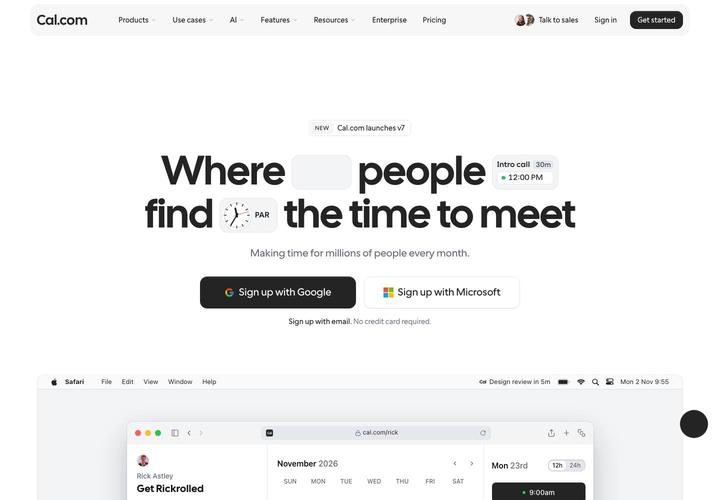 Cal.com Products Use cases AI Features Resources Enterprise Pricing Talk to sales Sign in Get started
NEW Cal.com launches v7
Where people Intro call 30m
12:00 PM
find PAR the time to meet
Making time for millions of people every month.
Sign up with Google Sign up with Microsoft
Sign up with email. No credit card required.
Safari File Edit View Window Help Cal Design review in 5m Mon 2 Nov 9:55
cal.com/rick
Rick Astley
Get Rickrolled
November 2026
SUN MON TUE WED THU FRI SAT
Mon 23rd 12h 24h
9:00am